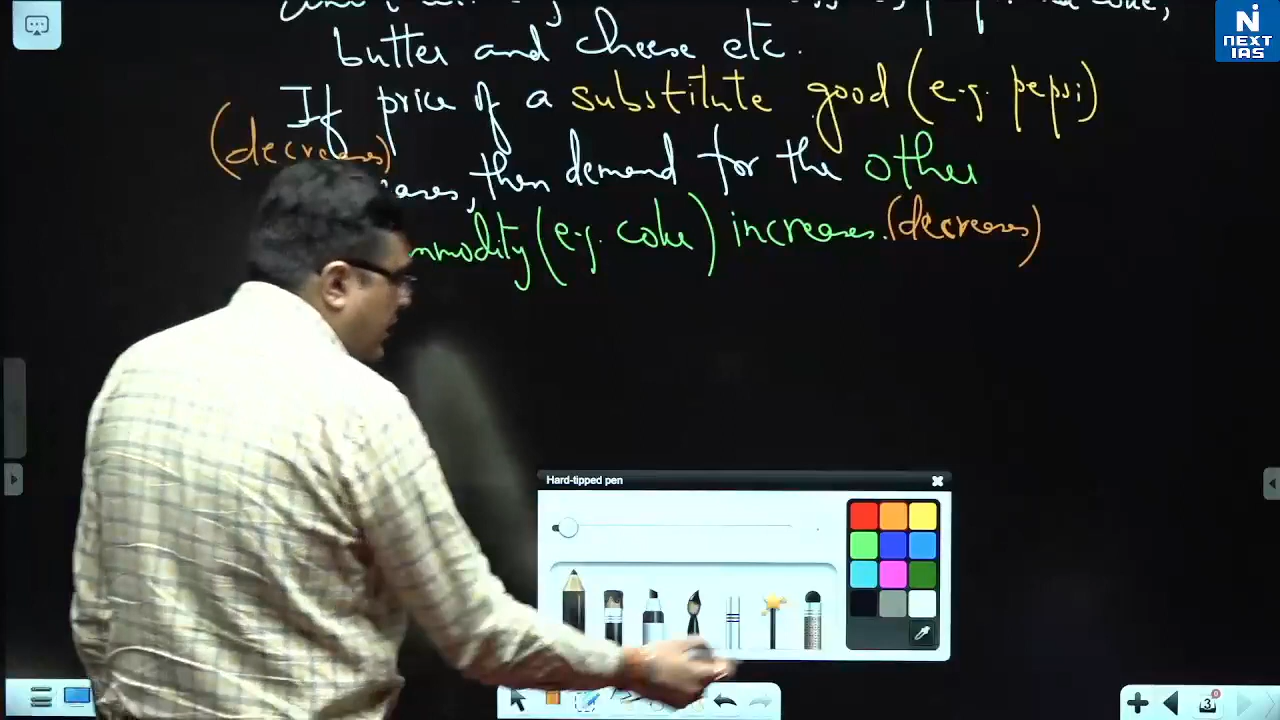 butter and cheese etc.
If price of a substitute good (e.g. pepsi)
(decreases)
then demand for the other
(e.g. coke) increases. (decreases)
NEXT
IAS
Hard-tipped pen
3